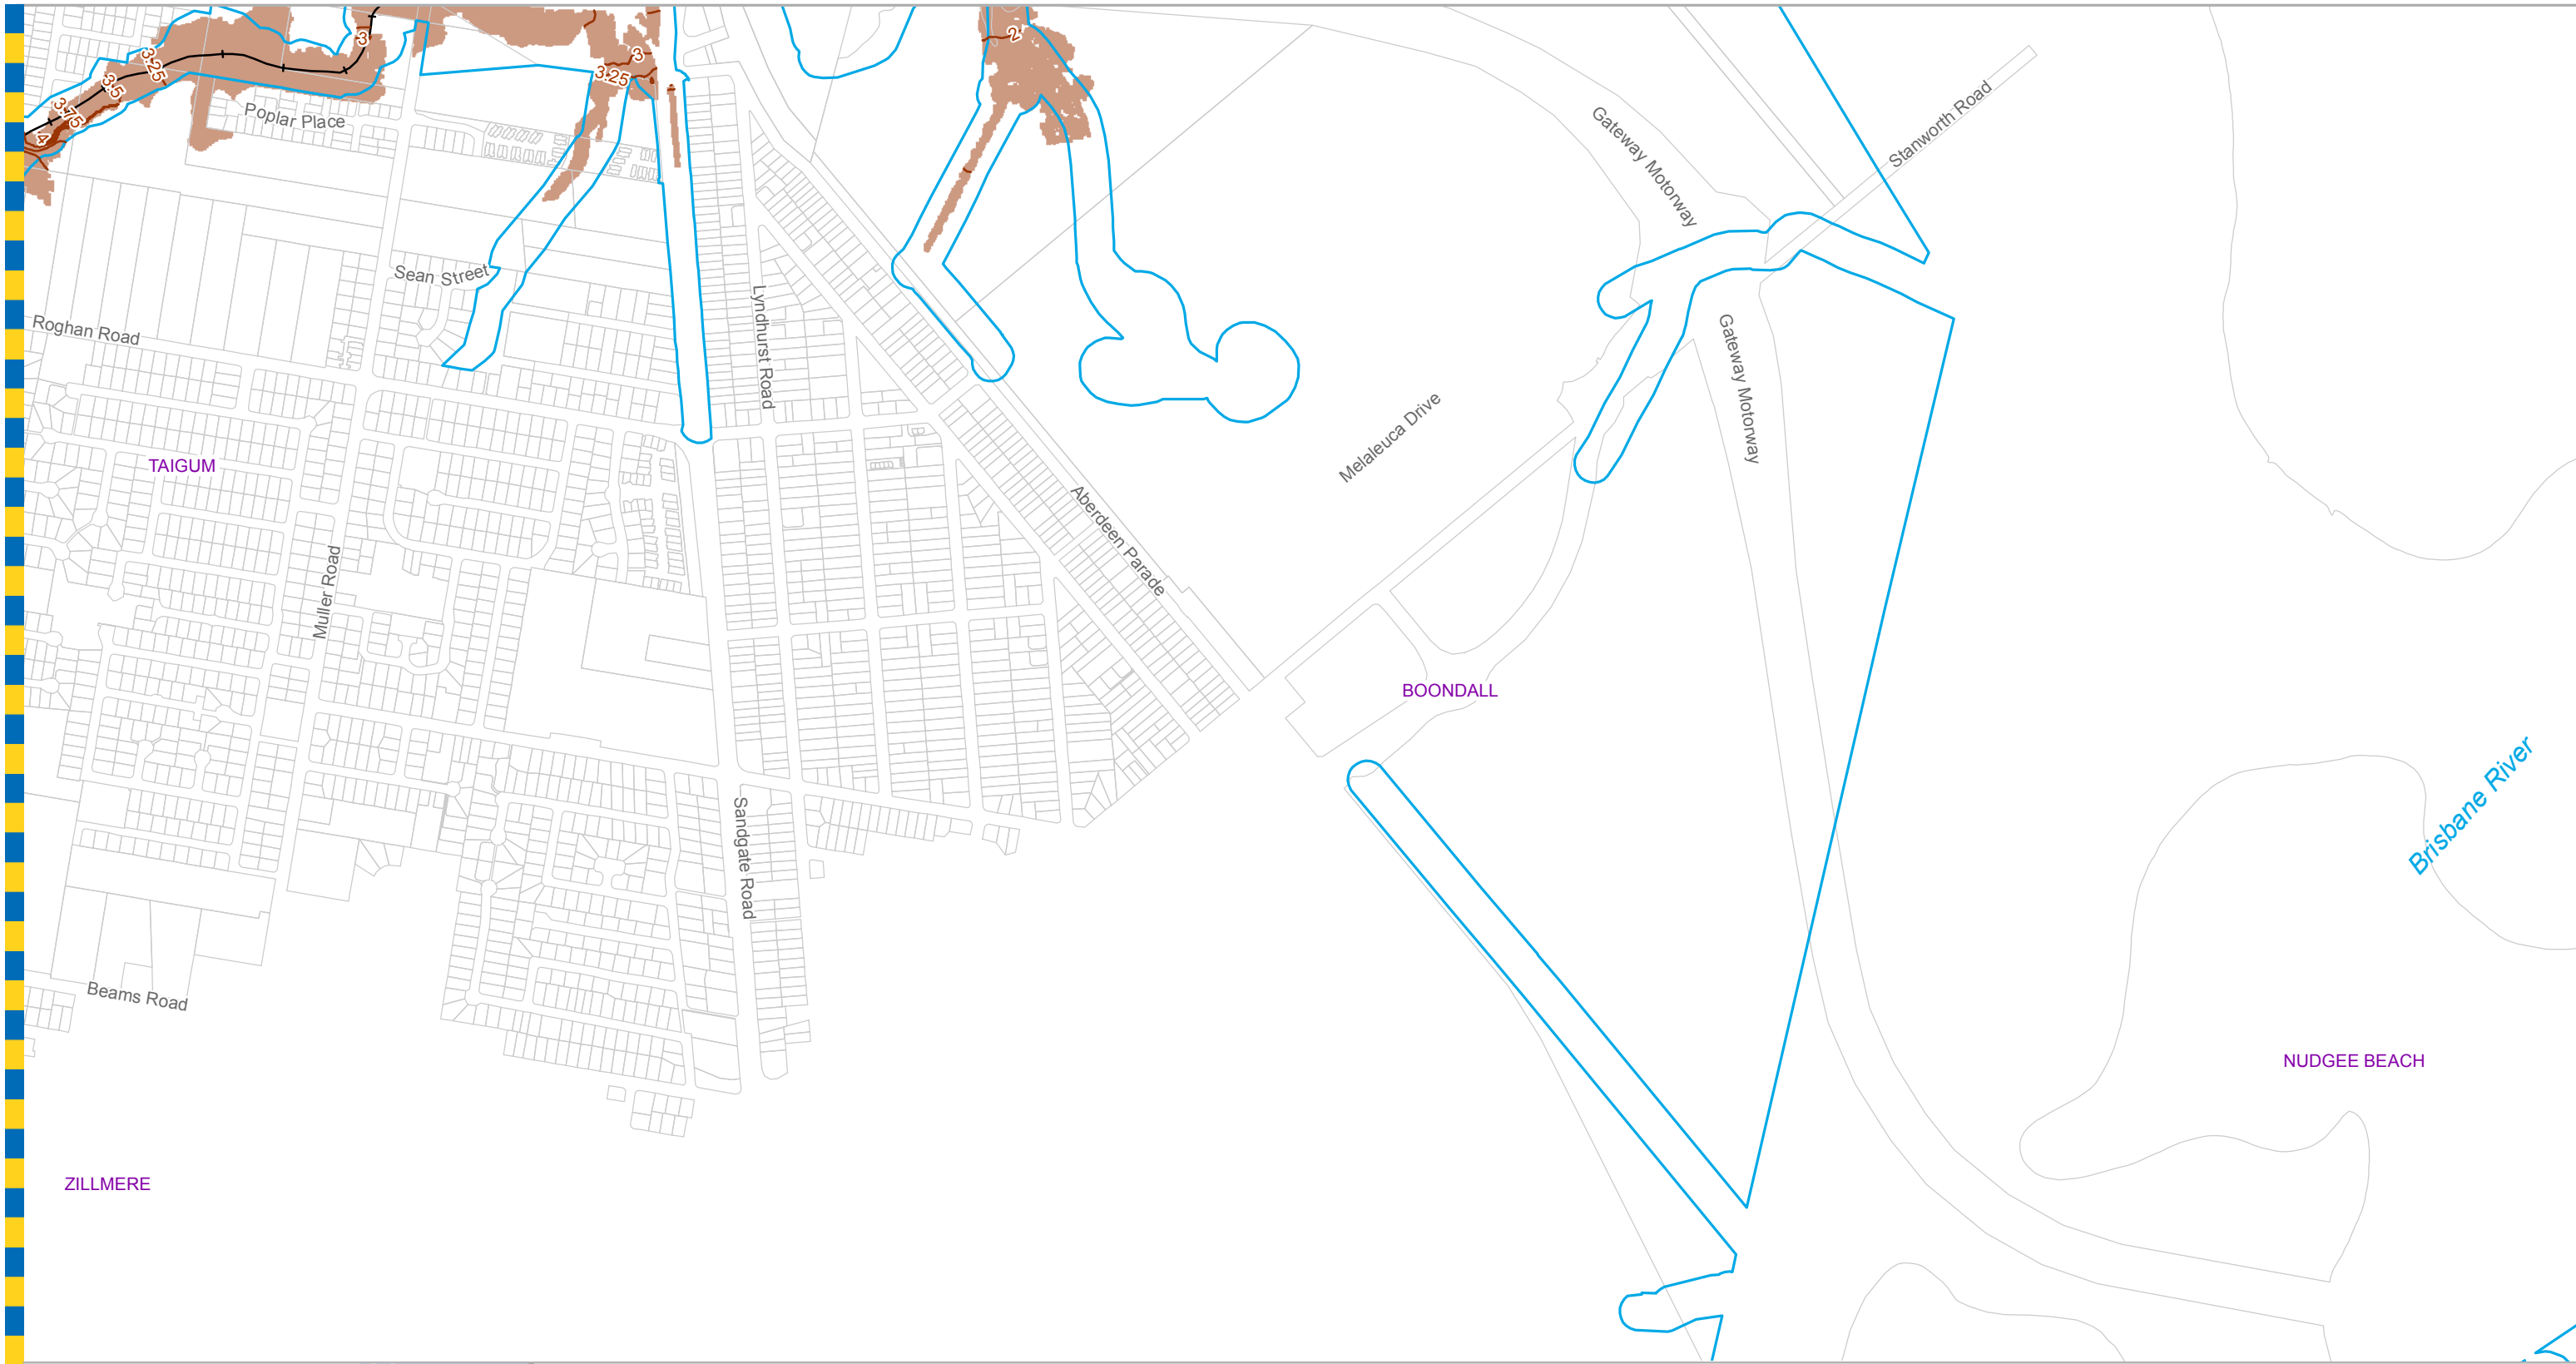 2
3
3
3.25
3.25
3.5
3.75
4
Poplar Place
Stanworth Road
Gateway Motorway
Sean Street
Roghan Road
Lyndhurst Road
Gateway Motorway
Melaleuca Drive
TAIGUM
Aberdeen Parade
Muller Road
BOONDALL
Brisbane River
Sandgate Road
Beams Road
NUDGEE BEACH
ZILLMERE